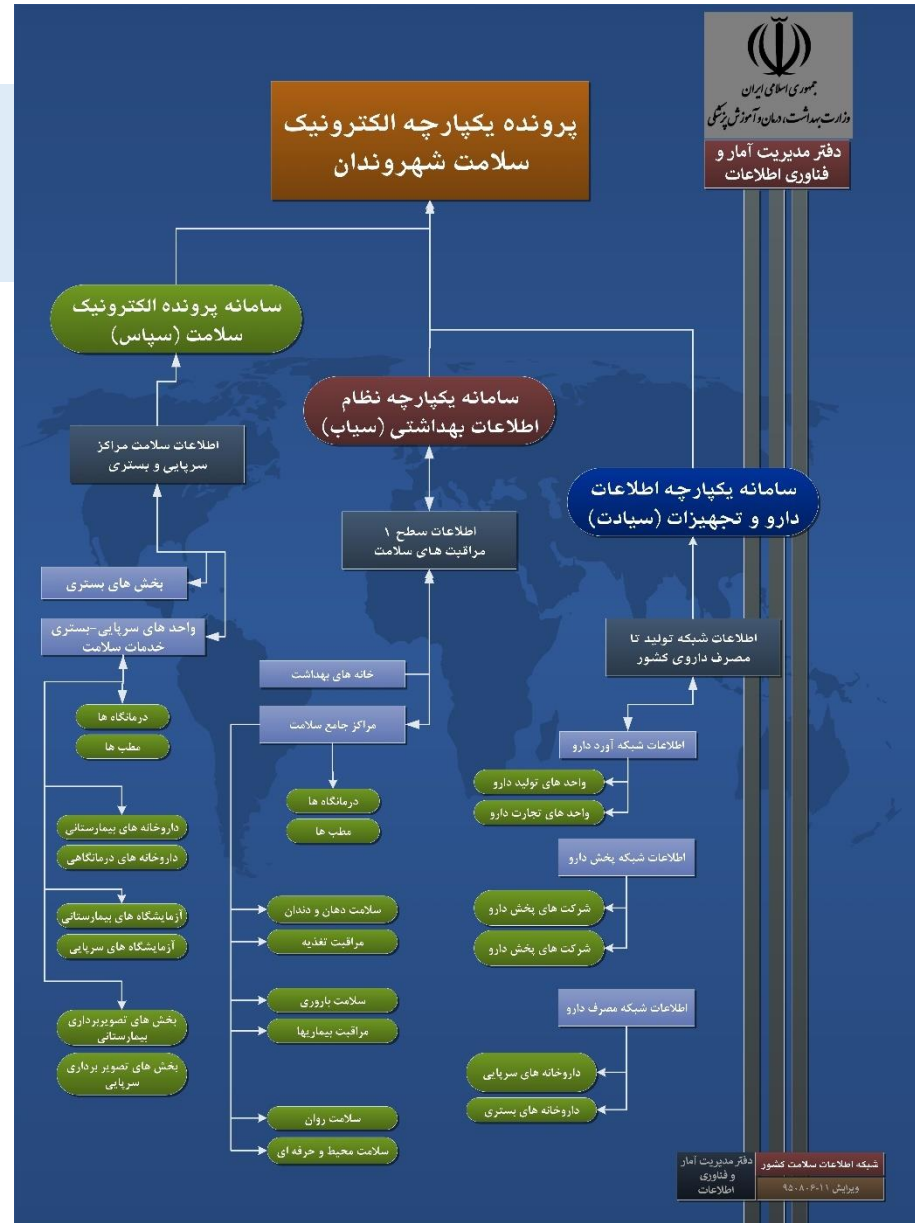 جمهوری اسلامی ایران
وزارت بهداشت، درمان و آموزش پزشکی
دفتر مدیریت آمار و
فناوری اطلاعات
پرونده یکپارچه الکترونیک
سلامت شهروندان
سامانه پرونده الکترونیک
سلامت (سپاس)
سامانه یکپارچه نظام
اطلاعات بهداشتی (سیاب)
سامانه یکپارچه اطلاعات
دارو و تجهیزات (سیادت)
اطلاعات سلامت مراکز
سرپایی و بستری
اطلاعات سطح ۱
مراقبت های سلامت
اطلاعات شبکه تولید تا
مصرف داروی کشور
بخش های بستری
واحد های سرپایی-بستری
خدمات سلامت
درمانگاه ها
مطب ها
داروخانه های بیمارستانی
داروخانه های درمانگاهی
آزمایشگاه های بیمارستانی
آزمایشگاه های سرپایی
بخش های تصویربرداری
بیمارستانی
بخش های تصویر برداری
سرپایی
خانه های بهداشت
مراکز جامع سلامت
درمانگاه ها
مطب ها
سلامت دهان و دندان
مراقبت تغذیه
سلامت باروری
مراقبت بیماریها
سلامت روان
سلامت محیط و حرفه ای
اطلاعات شبکه آورد دارو
واحد های تولید دارو
واحد های تجارت دارو
اطلاعات شبکه پخش دارو
شرکت های پخش دارو
شرکت های پخش دارو
اطلاعات شبکه مصرف دارو
داروخانه های سرپایی
داروخانه های بستری
شبکه اطلاعات سلامت کشور
ویرایش ۱۱-۹۵۰۸۰۶
دفتر مدیریت آمار
و فناوری
اطلاعات